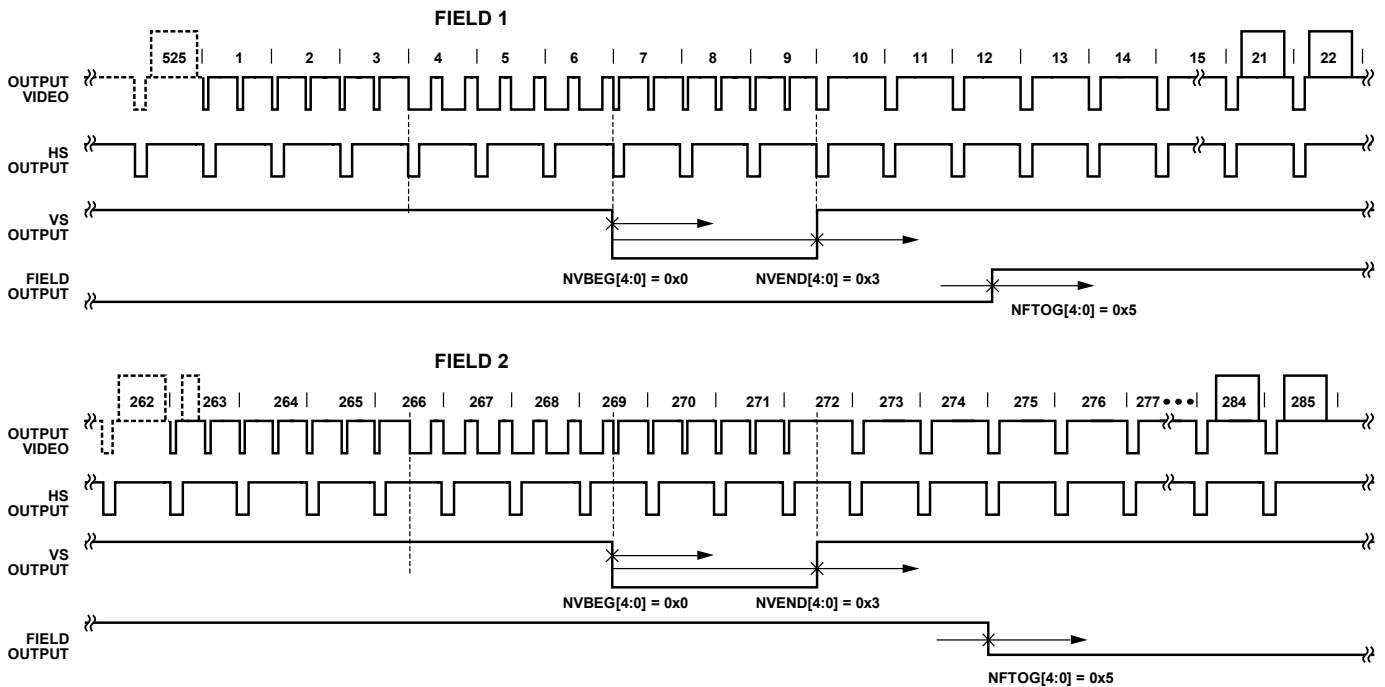 FIELD 1
525 1 2 3 4 5 6 7 8 9 10 11 12 13 14 15 21 22
OUTPUT
VIDEO
HS
OUTPUT
VS
OUTPUT
NVBEG[4:0] = 0x0 NVEND[4:0] = 0x3
FIELD
OUTPUT
NFTOG[4:0] = 0x5
FIELD 2
262 263 264 265 266 267 268 269 270 271 272 273 274 275 276 277 284 285
OUTPUT
VIDEO
HS
OUTPUT
VS
OUTPUT
NVBEG[4:0] = 0x0 NVEND[4:0] = 0x3
FIELD
OUTPUT
NFTOG[4:0] = 0x5